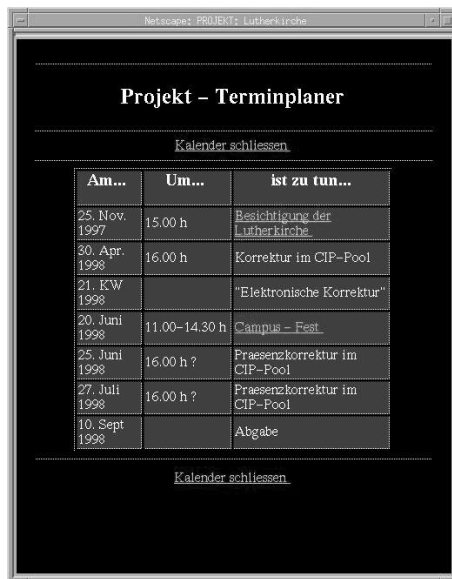 Netscape: PROJEKT: Lutherkirche
Projekt – Terminplaner
Kalender schliessen
Am... Um... ist zu tun...
25. Nov. 1997 15.00 h Besichtigung der Lutherkirche
30. Apr. 1998 16.00 h Korrektur im CIP–Pool
21. KW 1998 "Elektronische Korrektur"
20. Juni 1998 11.00–14.30 h Campus – Fest
25. Juni 1998 16.00 h ? Praesenzkorrektur im CIP–Pool
27. Juli 1998 16.00 h ? Praesenzkorrektur im CIP–Pool
10. Sept 1998 Abgabe
Kalender schliessen